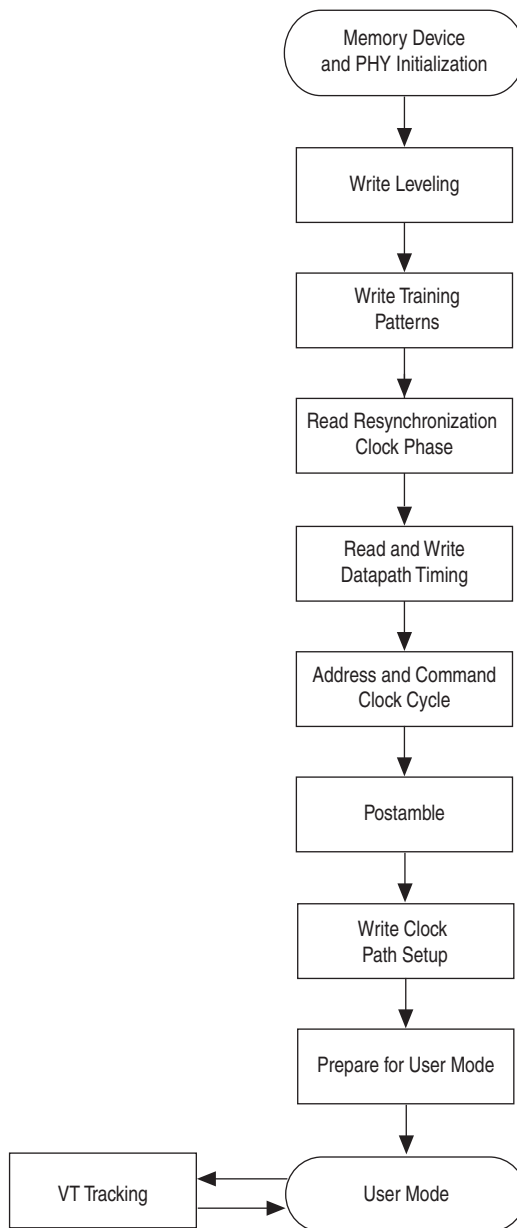 Memory Device
and PHY Initialization
Write Leveling
Write Training
Patterns
Read Resynchronization
Clock Phase
Read and Write
Datapath Timing
Address and Command
Clock Cycle
Postamble
Write Clock
Path Setup
Prepare for User Mode
VT Tracking
User Mode